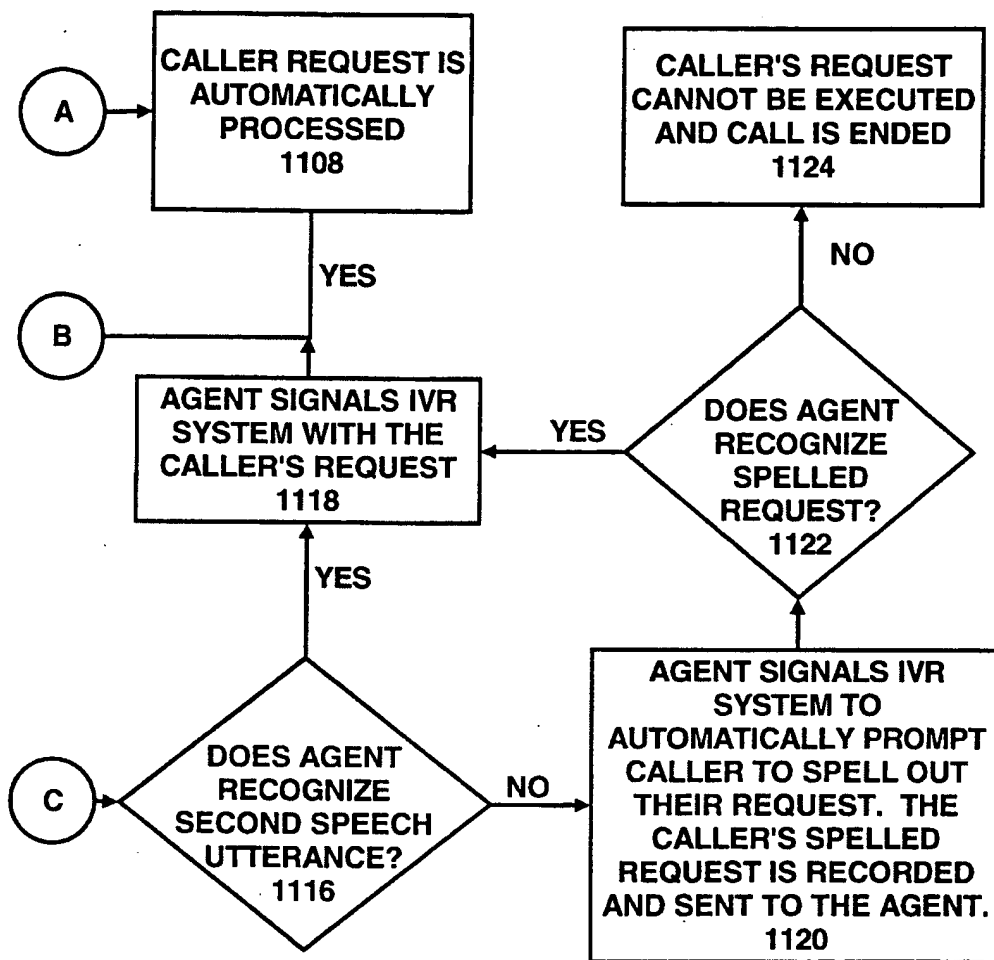 A
CALLER REQUEST IS
AUTOMATICALLY
PROCESSED
1108
CALLER'S REQUEST
CANNOT BE EXECUTED
AND CALL IS ENDED
1124
YES
NO
B
AGENT SIGNALS IVR
SYSTEM WITH THE
CALLER'S REQUEST
1118
YES
DOES AGENT
RECOGNIZE
SPELLED
REQUEST?
1122
YES
C
DOES AGENT
RECOGNIZE
SECOND SPEECH
UTTERANCE?
1116
NO
AGENT SIGNALS IVR
SYSTEM TO
AUTOMATICALLY PROMPT
CALLER TO SPELL OUT
THEIR REQUEST. THE
CALLER'S SPELLED
REQUEST IS RECORDED
AND SENT TO THE AGENT.
1120